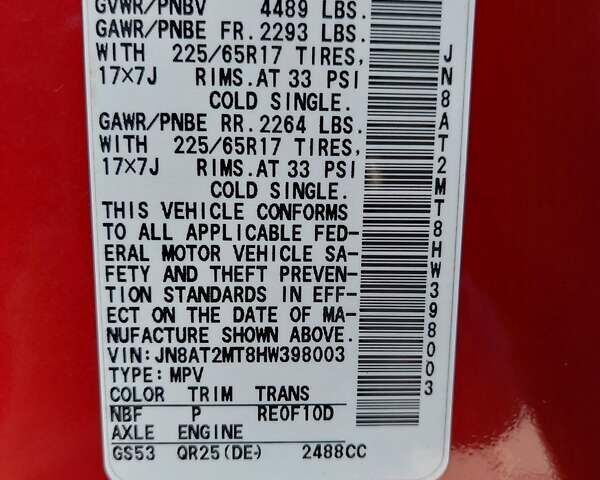 GVWR/PNBV 4489 LBS.
GAWR/PNBE FR. 2293 LBS.
WITH 225/65R17 TIRES,
17×7J RIMS. AT 33 PSI
COLD SINGLE.
GAWR/PNBE RR. 2264 LBS.
WITH 225/65R17 TIRES,
17×7J RIMS. AT 33 PSI
COLD SINGLE.
THIS VEHICLE CONFORMS
TO ALL APPLICABLE FED-
ERAL MOTOR VEHICLE SA-
FETY AND THEFT PREVEN-
TION STANDARDS IN EFF-
ECT ON THE DATE OF MA-
NUFACTURE SHOWN ABOVE.
VIN: JN8AT2MT8HW398003
TYPE: MPV
COLOR TRIM TRANS
NBF P RE0F10D
AXLE ENGINE
GS53 QR25(DE-) 2488CC
JN8AT2MT8HW398003